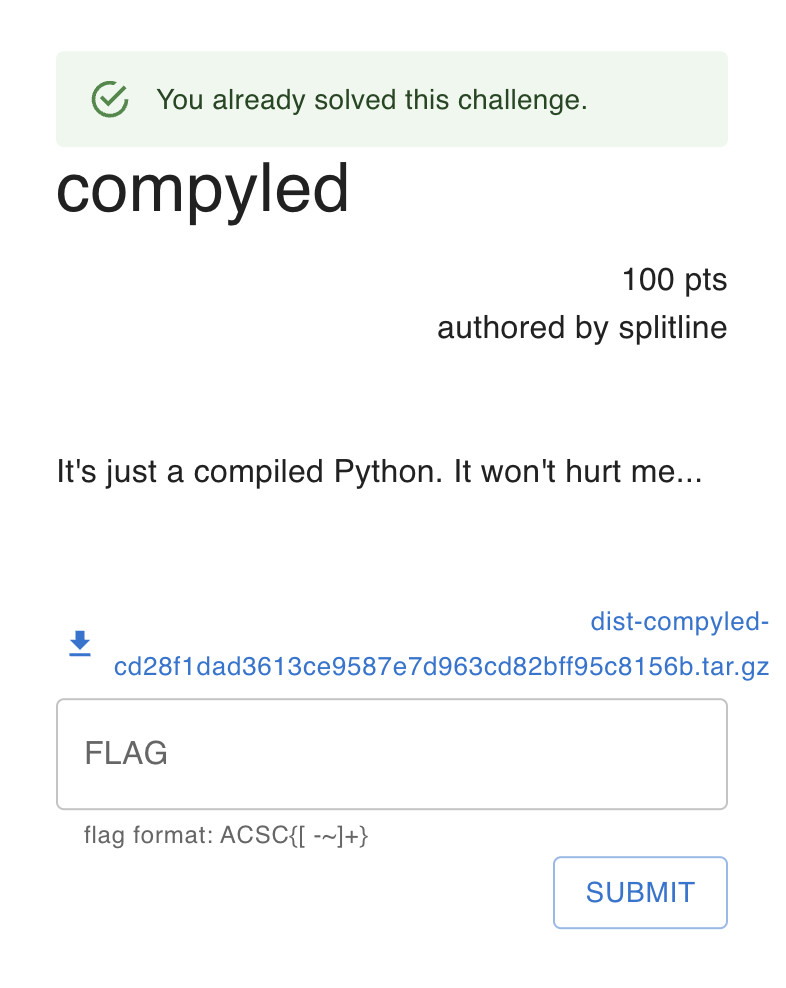 You already solved this challenge.
compyled
100 pts
authored by splitline
It's just a compiled Python. It won't hurt me...
dist-compyled-
cd28f1dad3613ce9587e7d963cd82bff95c8156b.tar.gz
FLAG
flag format: ACSC{[ -~]+}
SUBMIT